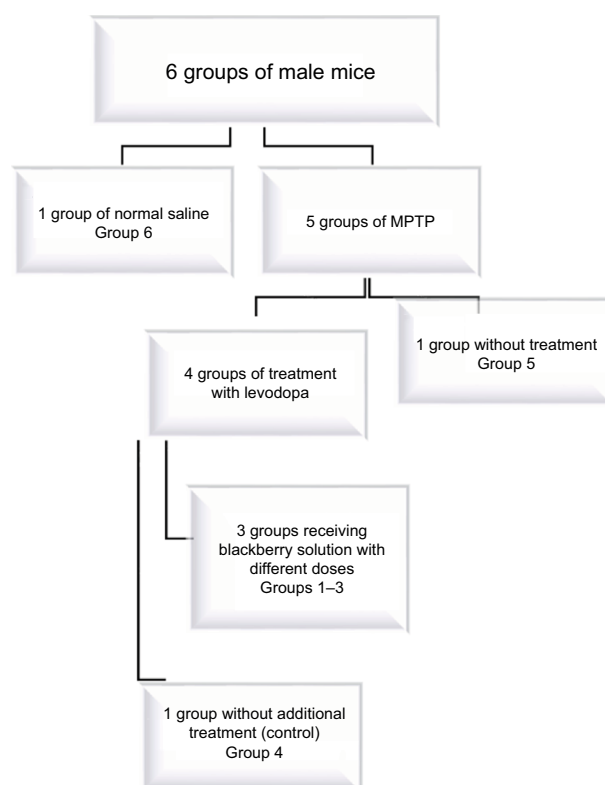 6 groups of male mice
1 group of normal saline
Group 6
5 groups of MPTP
1 group without treatment
Group 5
4 groups of treatment
with levodopa
3 groups receiving
blackberry solution with
different doses
Groups 1–3
1 group without additional
treatment (control)
Group 4